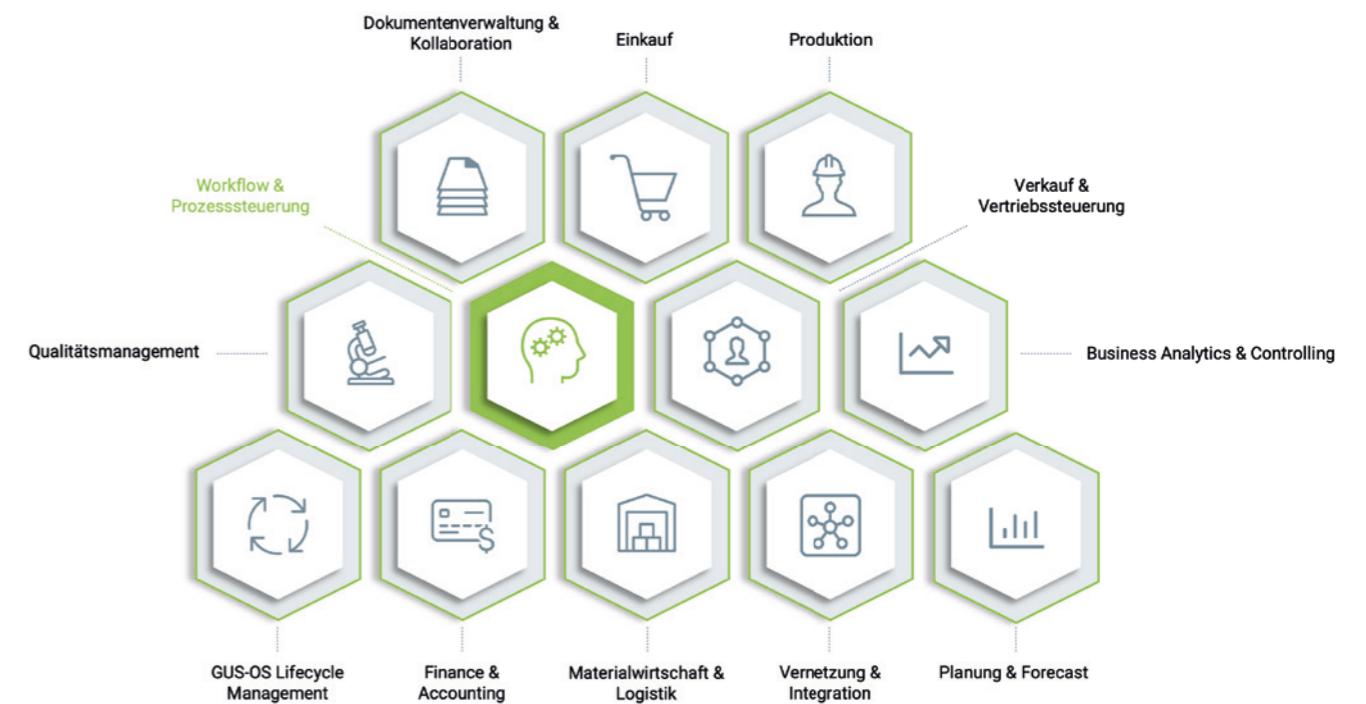 Dokumentenverwaltung &
Kollaboration
Einkauf
Produktion
Workflow &
Prozesssteuerung
Verkauf &
Vertriebssteuerung
Qualitätsmanagement
Business Analytics & Controlling
GUS-OS Lifecycle
Management
Finance &
Accounting
Materialwirtschaft &
Logistik
Vernetzung &
Integration
Planung & Forecast